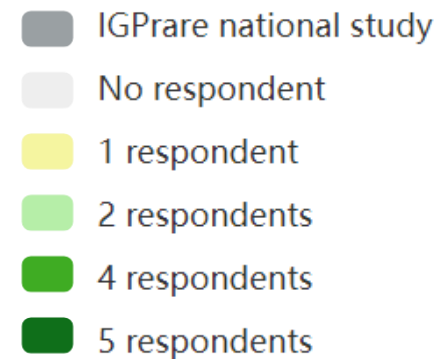 IGPrare national study
No respondent
1 respondent
2 respondents
4 respondents
5 respondents